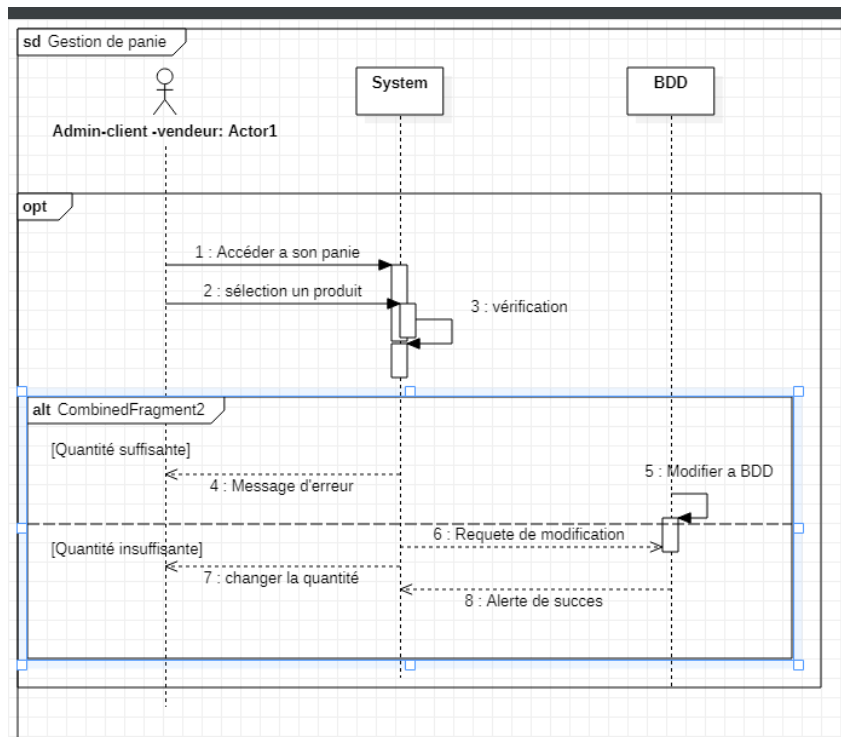 sd Gestion de panie
System
BDD
Admin-client -vendeur: Actor1
opt
1 : Accéder a son panie
2 : sélection un produit
3 : vérification
alt CombinedFragment2
[Quantité suffisante]
4 : Message d'erreur
5 : Modifier a BDD
6 : Requete de modification
[Quantité insuffisante]
7 : changer la quantité
8 : Alerte de succes